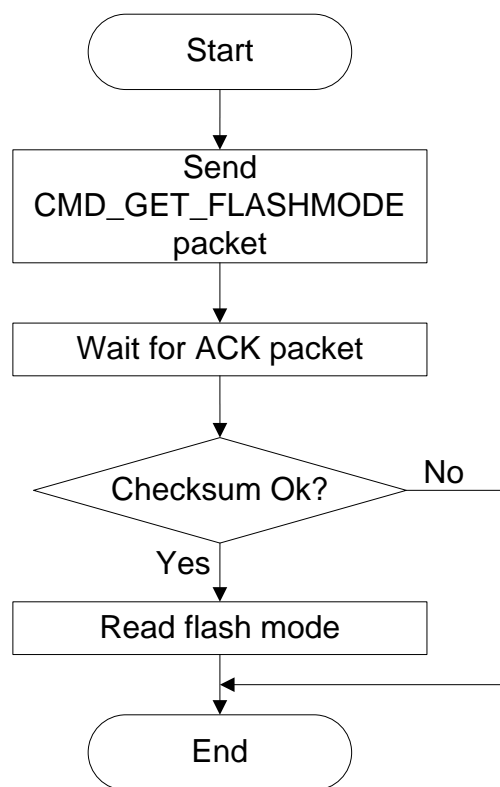 Start
Send
CMD_GET_FLASHMODE
packet
Wait for ACK packet
Checksum Ok?
No
Yes
Read flash mode
End